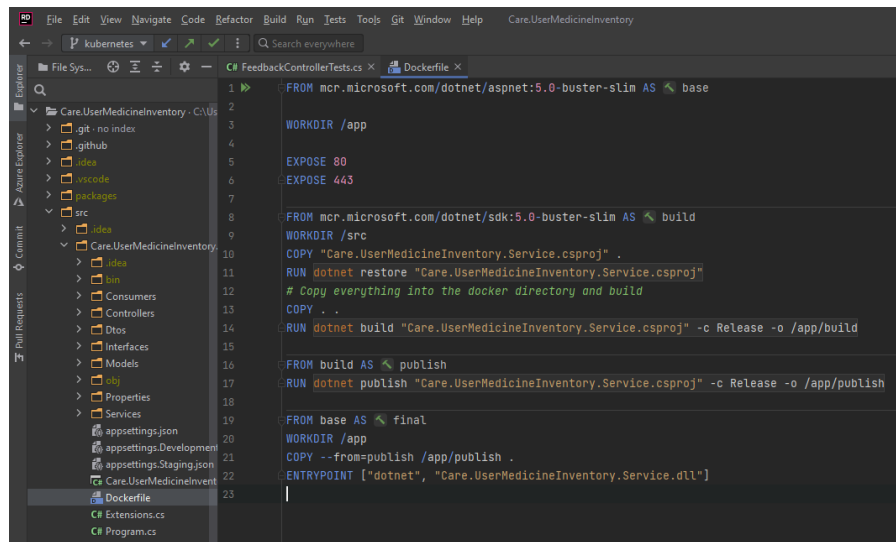 RD File Edit View Navigate Code Refactor Build Run Tests Tools Git Window Help Care.UserMedicineInventory
kubernetes Search everywhere
File Sys... C# FeedbackControllerTests.cs Dockerfile
Explorer
Azure Explorer
Commit
Pull Requests
Care.UserMedicineInventory · C:\Us
.git · no index
.github
.idea
.vscode
packages
src
.idea
Care.UserMedicineInventory.
.idea
bin
Consumers
Controllers
Dtos
Interfaces
Models
obj
Properties
Services
appsettings.json
appsettings.Development
appsettings.Staging.json
Care.UserMedicineInvent
Dockerfile
C# Extensions.cs
C# Program.cs
1 FROM mcr.microsoft.com/dotnet/aspnet:5.0-buster-slim AS base
2
3 WORKDIR /app
4
5 EXPOSE 80
6 EXPOSE 443
7
8 FROM mcr.microsoft.com/dotnet/sdk:5.0-buster-slim AS build
9 WORKDIR /src
10 COPY "Care.UserMedicineInventory.Service.csproj" .
11 RUN dotnet restore "Care.UserMedicineInventory.Service.csproj"
12 # Copy everything into the docker directory and build
13 COPY . .
14 RUN dotnet build "Care.UserMedicineInventory.Service.csproj" -c Release -o /app/build
15
16 FROM build AS publish
17 RUN dotnet publish "Care.UserMedicineInventory.Service.csproj" -c Release -o /app/publish
18
19 FROM base AS final
20 WORKDIR /app
21 COPY --from=publish /app/publish .
22 ENTRYPOINT ["dotnet", "Care.UserMedicineInventory.Service.dll"]
23